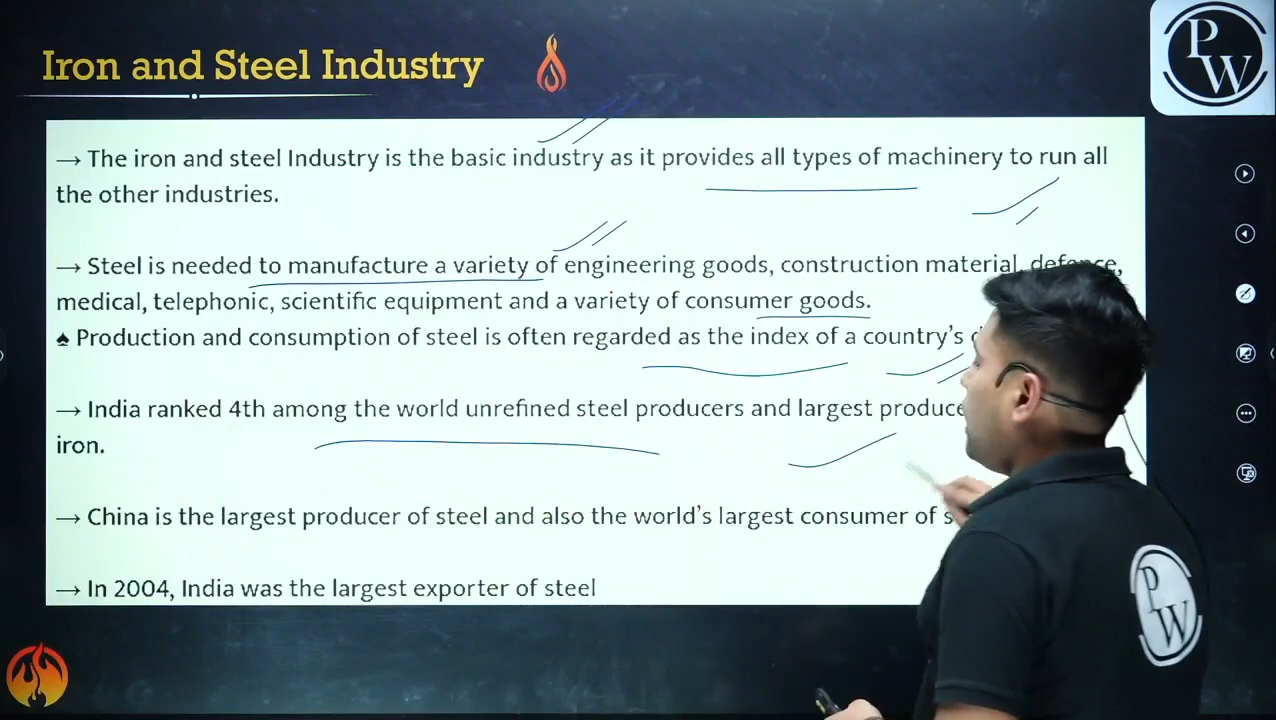 Iron and Steel Industry
PW
→ The iron and steel Industry is the basic industry as it provides all types of machinery to run all
the other industries.
→ Steel is needed to manufacture a variety of engineering goods, construction material, defence,
medical, telephonic, scientific equipment and a variety of consumer goods.
♠ Production and consumption of steel is often regarded as the index of a country's
→ India ranked 4th among the world unrefined steel producers and largest
iron.
→ China is the largest producer of steel and also the world's largest consumer of
→ In 2004, India was the largest exporter of steel
PW